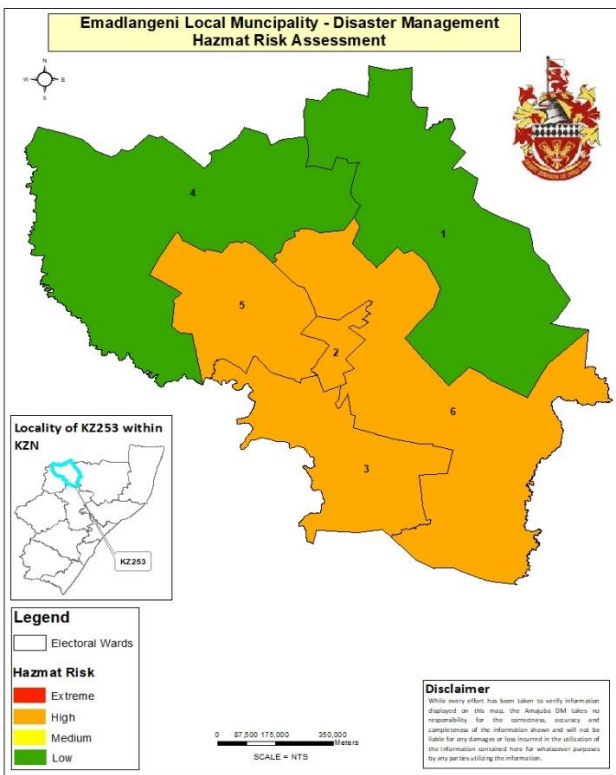 Emadlangeni Local Muncipality - Disaster Management
Hazmat Risk Assessment
N
W E
S
4
1
5
2
6
3
Locality of KZ253 within
KZN
KZ253
Legend
Electoral Wards
Hazmat Risk
Extreme
High
Medium
Low
0 87,500 175,000 350,000
Meters
SCALE = NTS
Disclaimer
While every effort has been taken to verify information
displayed on this map, the Amajuba DM takes no
responsibility for the correctness, accuracy and
completeness of the information shown and will not be
liable for any damages or loss incurred in the utilization of
the information contained here for whatsoever purposes
by any parties utilizing the information.